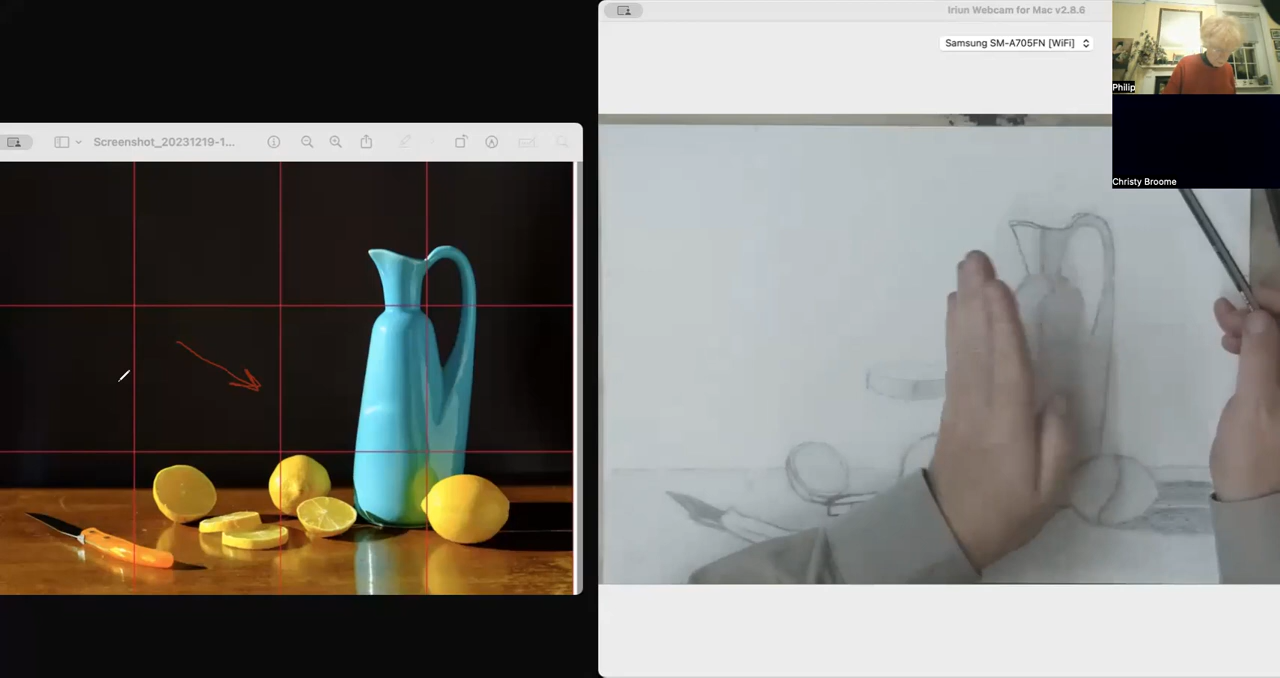 Iriun Webcam for Mac v2.8.6
Samsung SM-A705FN [WiFi]
Philip
Screenshot_20231219-1...
Christy Broome